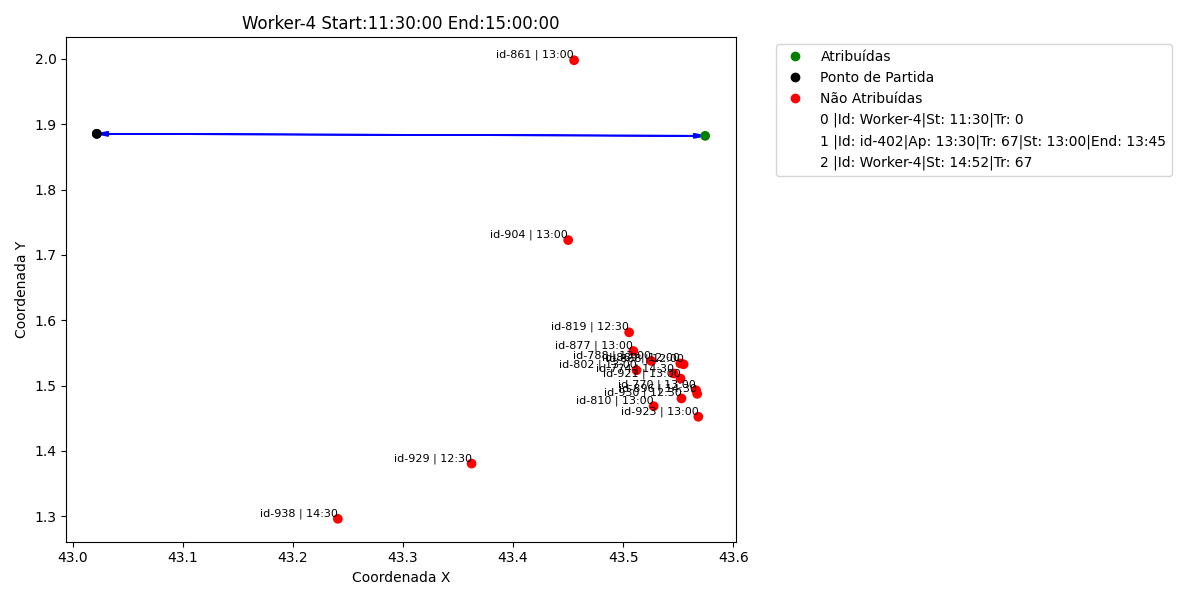 Worker-4 Start:11:30:00 End:15:00:00
2.0
1.9
1.8
1.7
1.6
1.5
1.4
1.3
Coordenada Y
43.0
43.1
43.2
43.3
43.4
43.5
43.6
Coordenada X
id-861 | 13:00
id-904 | 13:00
id-819 | 12:30
id-877 | 13:00
id-802 | 13:00
id-921 | 13:00
id-770 | 13:00
id-930 | 12:30
id-810 | 13:00
id-923 | 13:00
id-929 | 12:30
id-938 | 14:30
Atribuídas
Ponto de Partida
Não Atribuídas
0 |Id: Worker-4|St: 11:30|Tr: 0
1 |Id: id-402|Ap: 13:30|Tr: 67|St: 13:00|End: 13:45
2 |Id: Worker-4|St: 14:52|Tr: 67